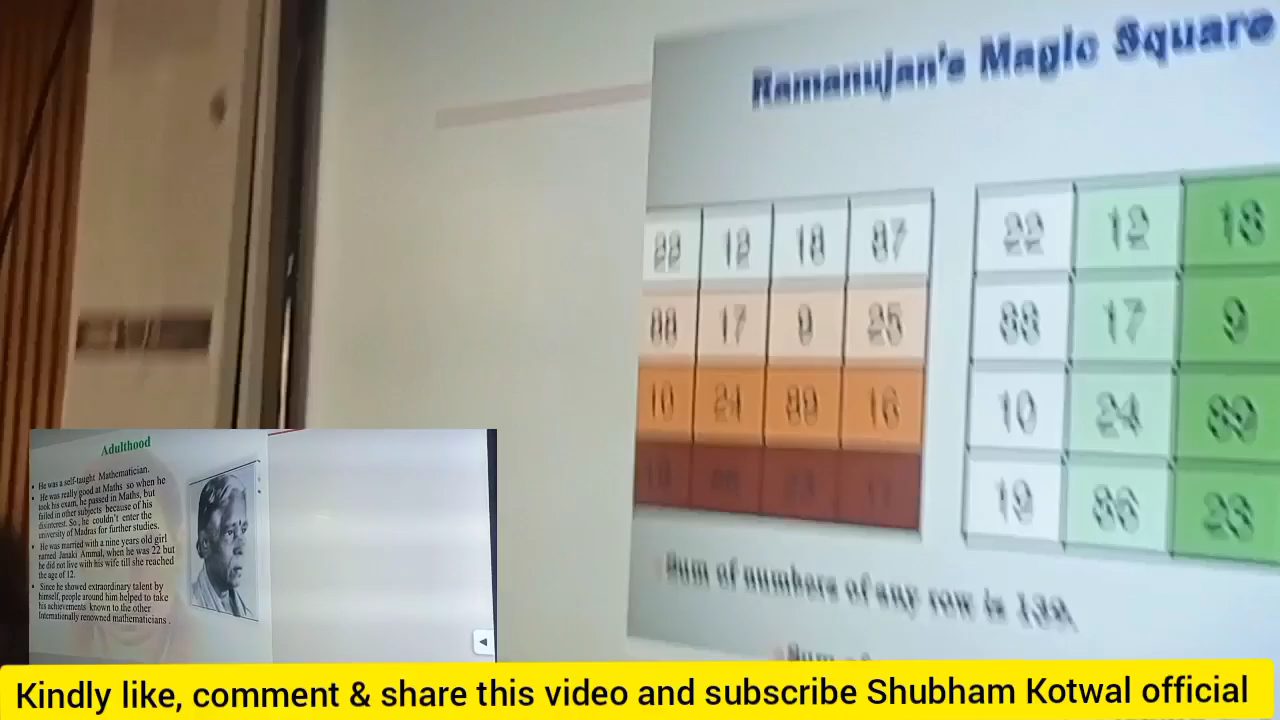 Ramanujan's Magic Square
22 12 18 87
88 17 9 25
10 24 89 16
22 12 18
88 17 9
10 24 89
19 86 23
Sum of numbers of any row is 139.
Sum
Adulthood
• He was a self-taught Mathematician.
• He was really good at Maths so when he
took his exam, he passed in Maths, but
failed in other subjects because of his
disinterest. So , he couldn't enter the
university of Madras for further studies.
• He was married with a nine years old girl
named Janaki Ammal, when he was 22 but
he did not live with his wife till she reached
the age of 12.
• Since he showed extraordinary talent by
himself, people around him helped to take
his achievements known to the other
Internationally renowned mathematicians .
Kindly like, comment & share this video and subscribe Shubham Kotwal official